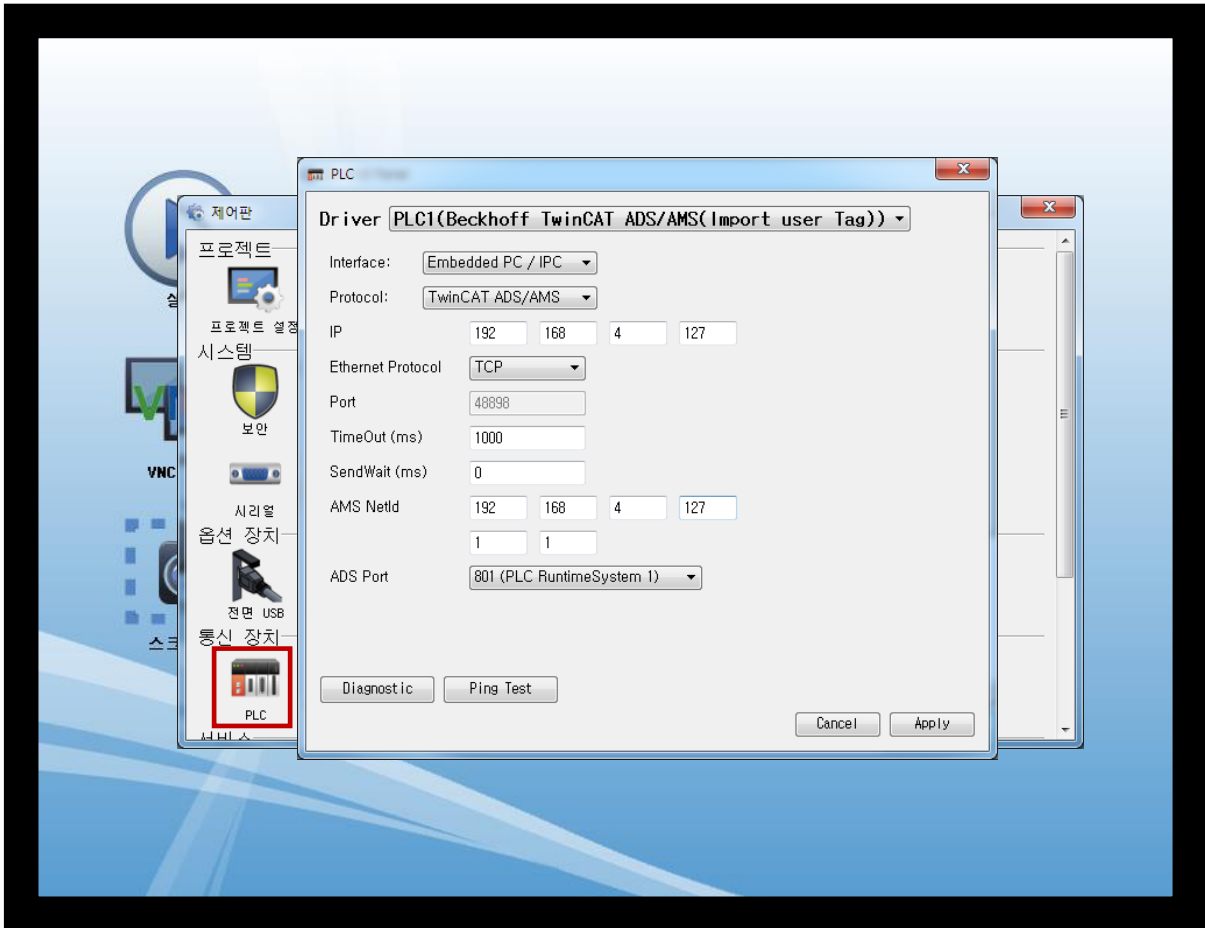 PLC
Driver PLC1(Beckhoff TwinCAT ADS/AMS(Import user Tag))
Interface: Embedded PC / IPC
Protocol: TwinCAT ADS/AMS
IP 192 168 4 127
Ethernet Protocol TCP
Port 48898
TimeOut (ms) 1000
SendWait (ms) 0
AMS NetId 192 168 4 127
1 1
ADS Port 801 (PLC RuntimeSystem 1)
Diagnostic Ping Test
Cancel Apply
제어판
프로젝트
프로젝트 설정
시스템
보안
시리얼
옵션 장치
전면 USB
통신 장치
PLC
VNC